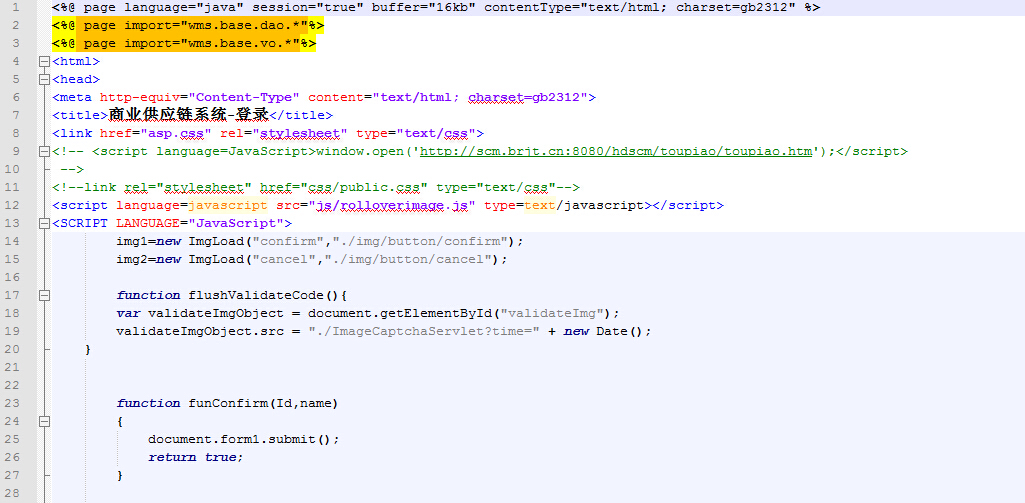 1 <%@ page language="java" session="true" buffer="16kb" contentType="text/html; charset=gb2312" %>
2 <%@ page import="wms.base.dao.*"%>
3 <%@ page import="wms.base.vo.*"%>
4 <html>
5 <head>
6 <meta http-equiv="Content-Type" content="text/html; charset=gb2312">
7 <title>商业供应链系统-登录</title>
8 <link href="asp.css" rel="stylesheet" type="text/css">
9 <!-- <script language=JavaScript>window.open('http://scm.brjt.cn:8080/hdscm/toupiao/toupiao.htm');</script>
10 -->
11 <!--link rel="stylesheet" href="css/public.css" type="text/css"-->
12 <script language=javascript src="js/rolloverimage.js" type=text/javascript></script>
13 <SCRIPT LANGUAGE="JavaScript">
14 img1=new ImgLoad("confirm","./img/button/confirm");
15 img2=new ImgLoad("cancel","./img/button/cancel");
16
17 function flushValidateCode(){
18 var validateImgObject = document.getElementById("validateImg");
19 validateImgObject.src = "./ImageCaptchaServlet?time=" + new Date();
20 }
21
22
23 function funConfirm(Id,name)
24 {
25 document.form1.submit();
26 return true;
27 }
28